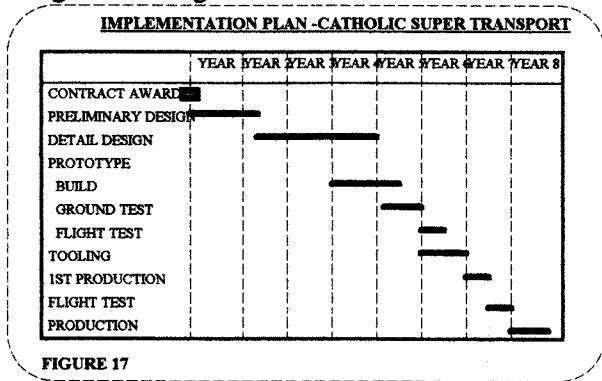 IMPLEMENTATION PLAN -CATHOLIC SUPER TRANSPORT
YEAR 1 YEAR 2 YEAR 3 YEAR 4 YEAR 5 YEAR 6 YEAR 7 YEAR 8
CONTRACT AWARD
PRELIMINARY DESIGN
DETAIL DESIGN
PROTOTYPE
BUILD
GROUND TEST
FLIGHT TEST
TOOLING
1ST PRODUCTION
FLIGHT TEST
PRODUCTION
FIGURE 17